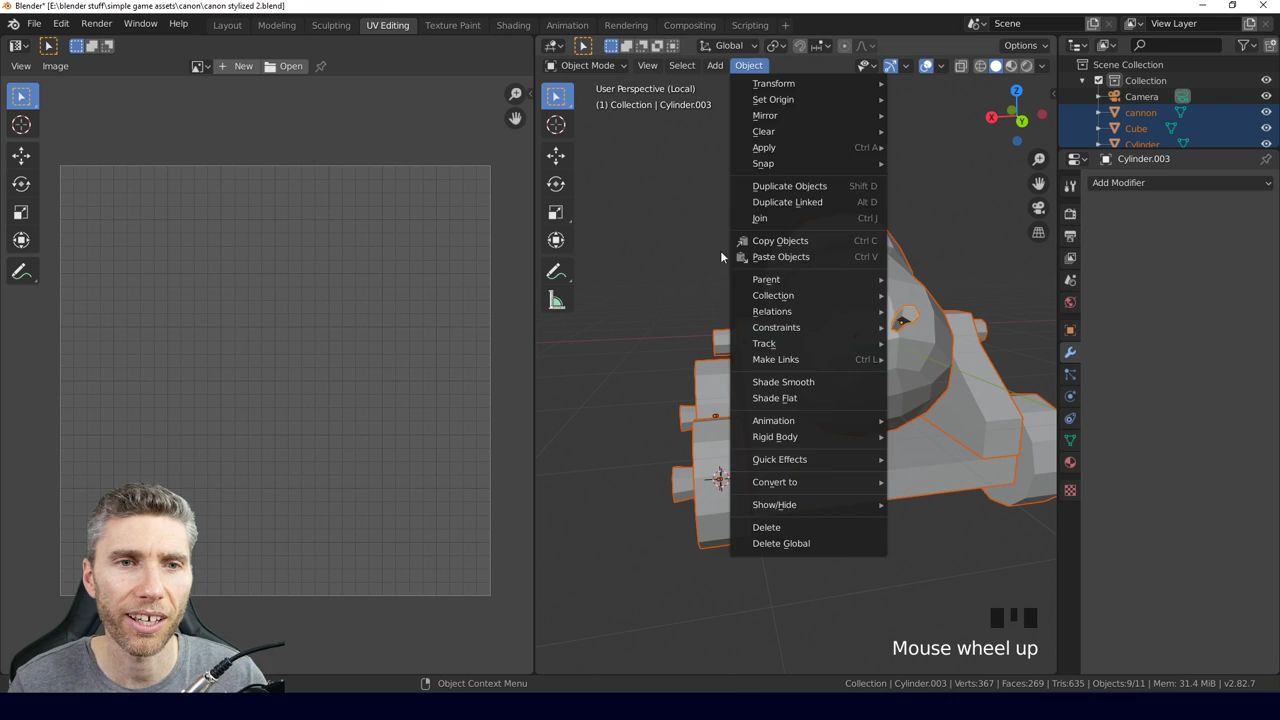 Blender* [E:\blender stuff\simple game assets\canon\canon stylized 2.blend]
File Edit Render Window Help Layout Modeling Sculpting UV Editing Texture Paint Shading Animation Rendering Compositing Scripting + Scene View Layer
Global Options
View Image New Open Object Mode View Select Add Object
Scene Collection
Collection
Camera
cannon
Cube
Cylinder
User Perspective (Local)
(1) Collection | Cylinder.003
Transform
Set Origin
Mirror
Clear
Apply Ctrl A
Snap
Duplicate Objects Shift D
Duplicate Linked Alt D
Join Ctrl J
Copy Objects Ctrl C
Paste Objects Ctrl V
Parent
Collection
Relations
Constraints
Track
Make Links Ctrl L
Shade Smooth
Shade Flat
Animation
Rigid Body
Quick Effects
Convert to
Show/Hide
Delete
Delete Global
Z
X
Y
Cylinder.003
Add Modifier
Mouse wheel up
Object Context Menu
Collection | Cylinder.003 | Verts:367 | Faces:269 | Tris:635 | Objects:9/11 | Mem: 31.4 MiB | v2.82.7